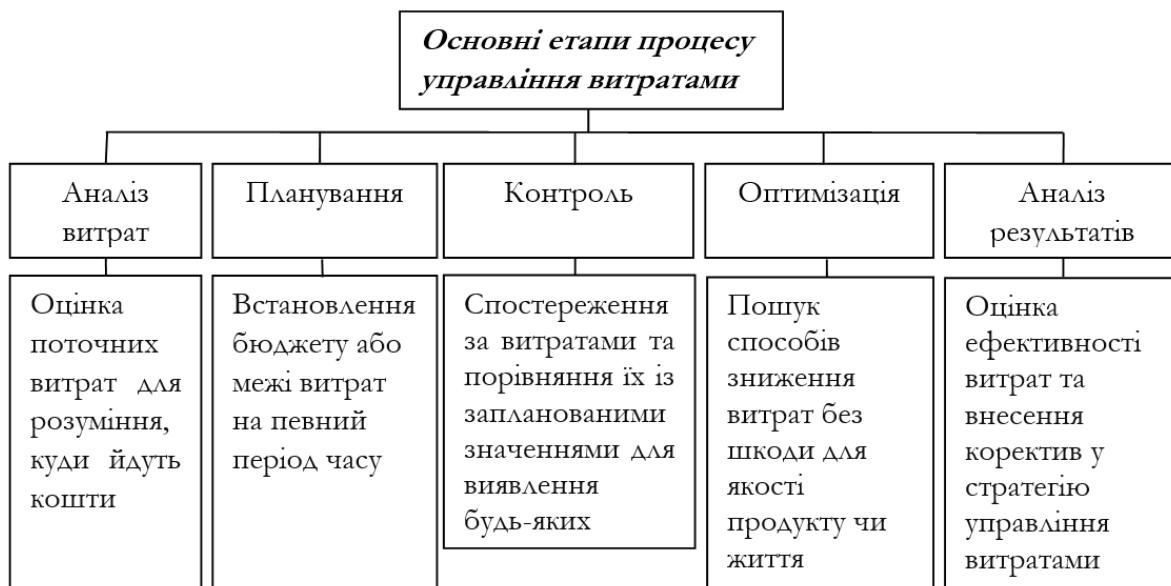 Основні етапи процесу
управління витратами
Аналіз
витрат
Планування
Контроль
Оптимізація
Аналіз
результатів
Оцінка
поточних
витрат для
розуміння,
куди йдуть
кошти
Встановлення
бюджету або
межі витрат
на певний
період часу
Спостереження
за витратами та
порівняння їх із
запланованими
значеннями для
виявлення
будь-яких
Пошук
способів
зниження
витрат без
шкоди для
якості
продукту чи
життя
Оцінка
ефективності
витрат та
внесення
коректив у
стратегію
управління
витратами